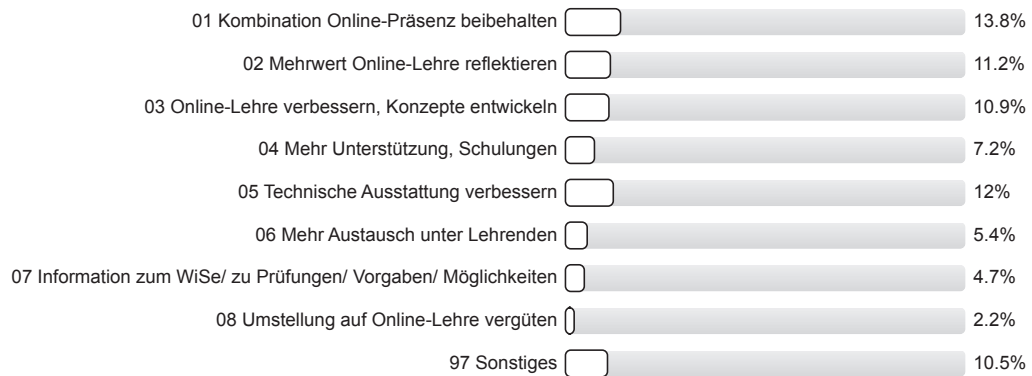 01 Kombination Online-Präsenz beibehalten 13.8%
02 Mehrwert Online-Lehre reflektieren 11.2%
03 Online-Lehre verbessern, Konzepte entwickeln 10.9%
04 Mehr Unterstützung, Schulungen 7.2%
05 Technische Ausstattung verbessern 12%
06 Mehr Austausch unter Lehrenden 5.4%
07 Information zum WiSe/ zu Prüfungen/ Vorgaben/ Möglichkeiten 4.7%
08 Umstellung auf Online-Lehre vergüten 2.2%
97 Sonstiges 10.5%